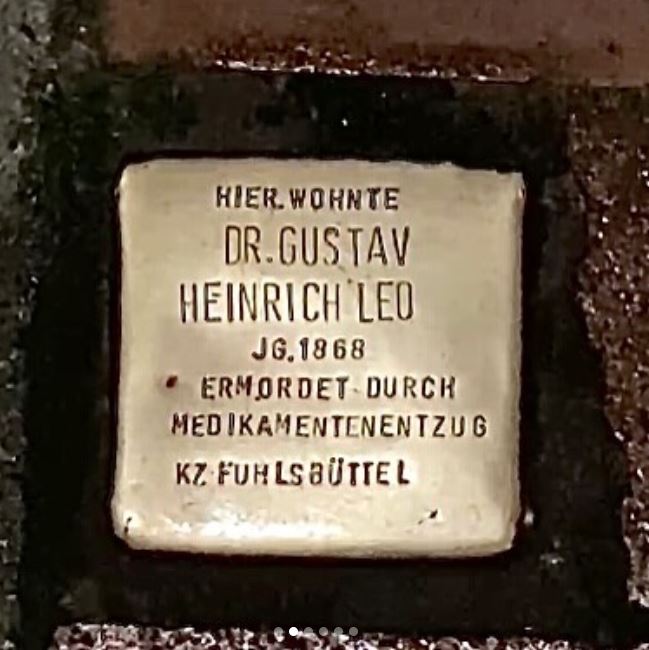 HIER WOHNTE
DR. GUSTAV
HEINRICH LEO
JG. 1868
ERMORDET DURCH
MEDIKAMENTENENTZUG
KZ FUHLSBÜTTEL